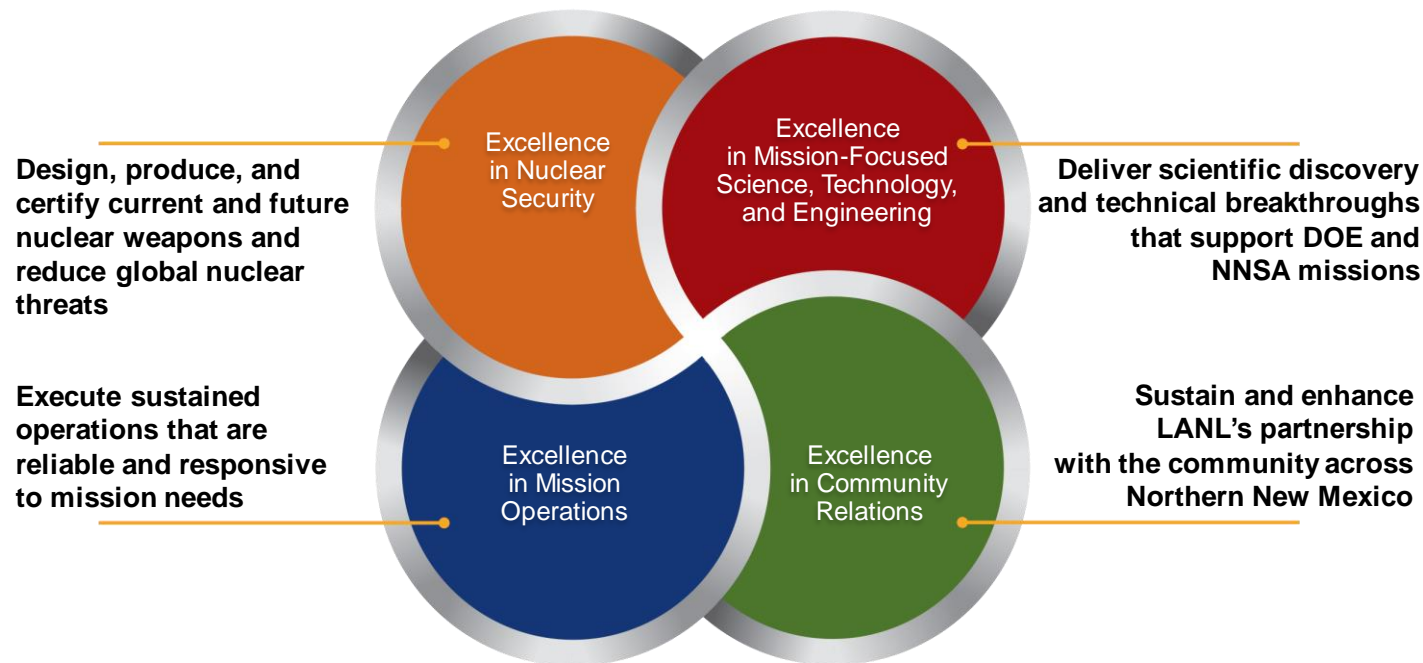 Excellence
in Nuclear
Security
Excellence
in Mission-Focused
Science, Technology,
and Engineering
Design, produce, and
certify current and future
nuclear weapons and
reduce global nuclear
threats
Deliver scientific discovery
and technical breakthroughs
that support DOE and
NNSA missions
Execute sustained
operations that are
reliable and responsive
to mission needs
Sustain and enhance
LANL’s partnership
with the community across
Northern New Mexico
Excellence
in Mission
Operations
Excellence
in Community
Relations